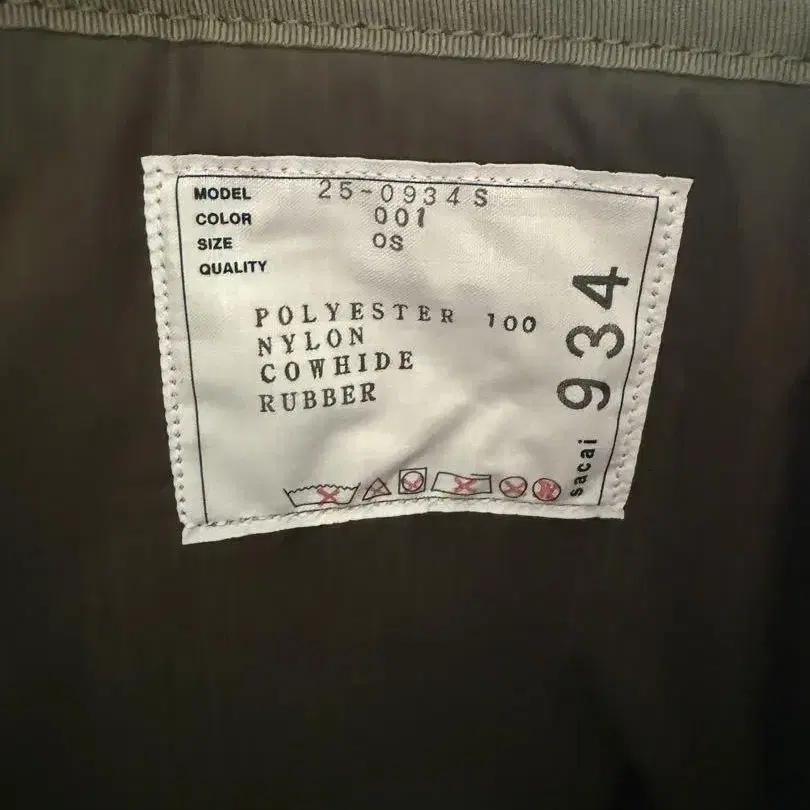 MODEL 25-0934S
COLOR 001
SIZE OS
QUALITY
POLYESTER 100
NYLON
COWHIDE
RUBBER
sacai 934